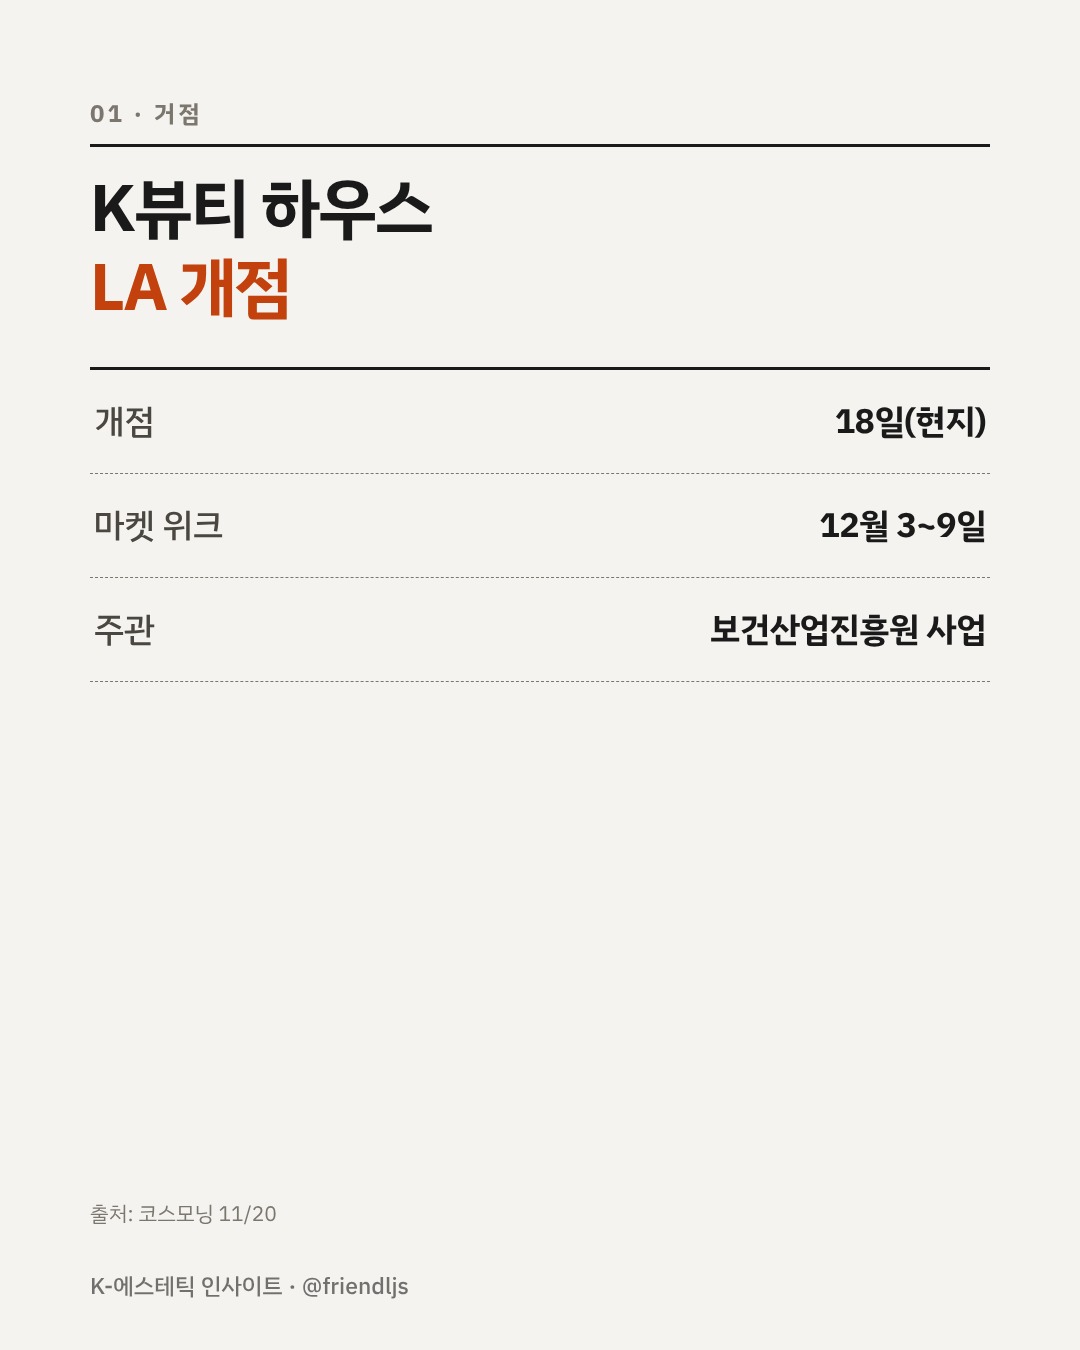 01 · 거점
K뷰티 하우스
LA 개점
개점 18일(현지)
마켓 위크 12월 3~9일
주관 보건산업진흥원 사업
출처: 코스모닝 11/20
K-에스테틱 인사이트 · @friendljs